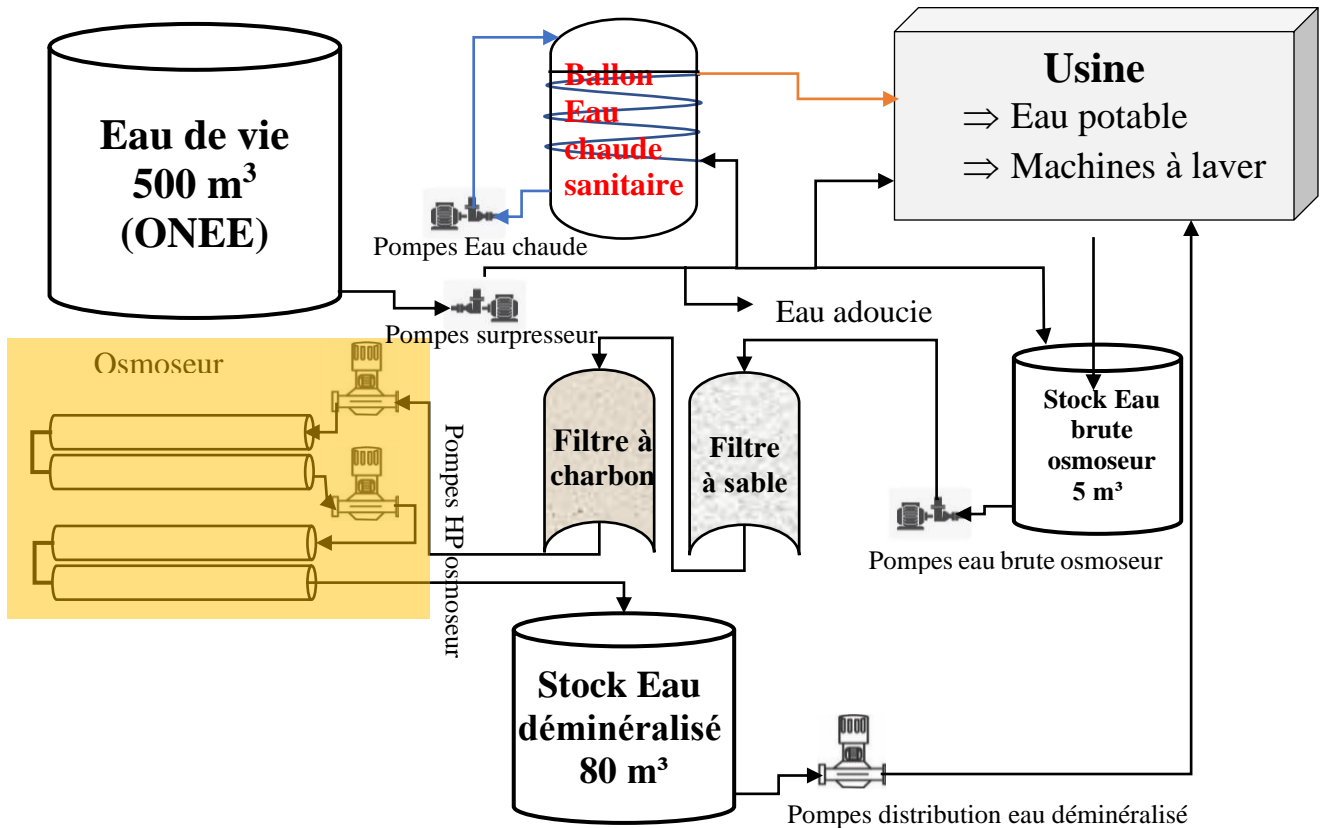 Eau de vie
500 m³
(ONEE)
Ballon
Eau
chaude
sanitaire
Usine
⇒ Eau potable
⇒ Machines à laver
Pompes Eau chaude
Pompes surpresseur
Eau adoucie
Osmoseur
Pompes HP osmoseur
Filtre à
charbon
Filtre
à sable
Stock Eau
brute
osmoseur
5 m³
Pompes eau brute osmoseur
Stock Eau
déminéralisé
80 m³
Pompes distribution eau déminéralisé